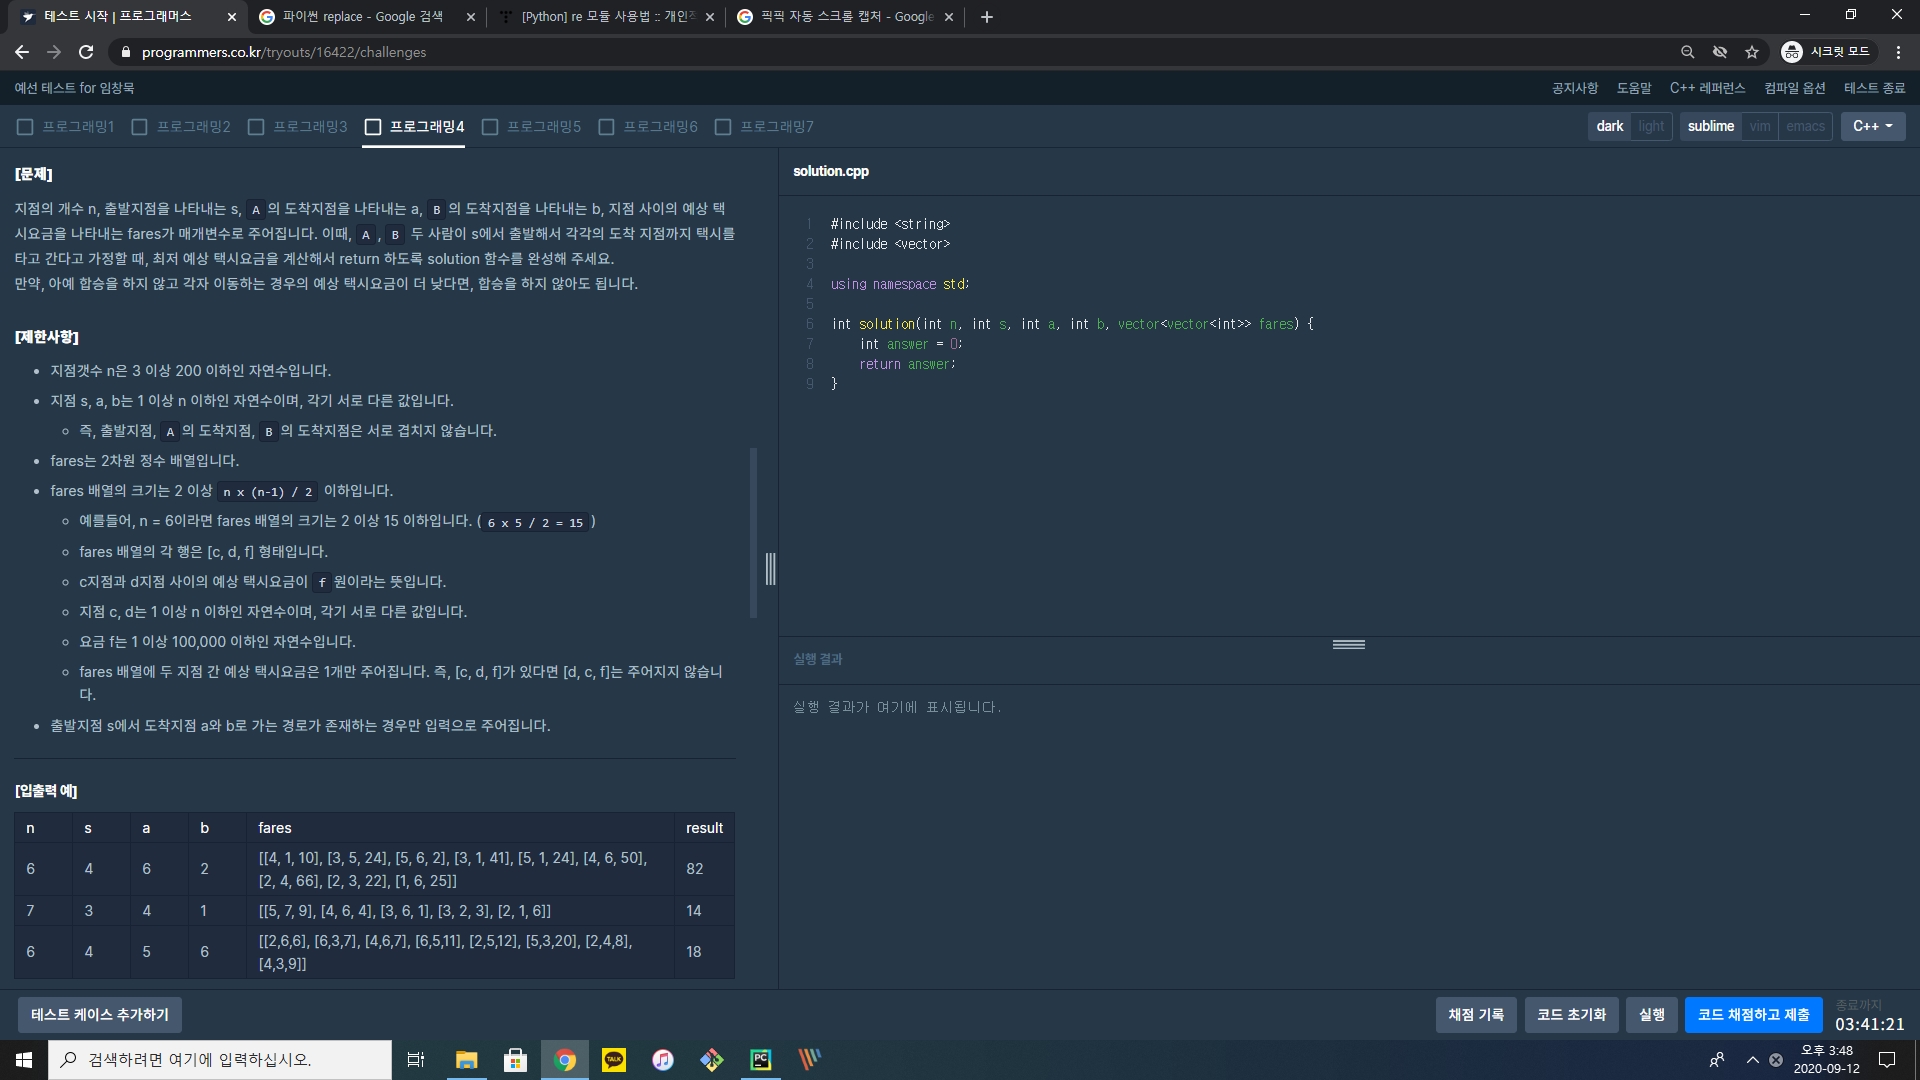 테스트 시작 | 프로그래머스
파이썬 replace - Google 검색
[Python] re 모듈 사용법 :: 개인적
픽픽 자동 스크롤 캡처 - Google
programmers.co.kr/tryouts/16422/challenges
시크릿 모드
예선 테스트 for 임창묵
공지사항 도움말 C++ 레퍼런스 컴파일 옵션 테스트 종료
프로그래밍1 프로그래밍2 프로그래밍3 프로그래밍4 프로그래밍5 프로그래밍6 프로그래밍7
dark light sublime vim emacs C++
[문제]
지점의 개수 n, 출발지점을 나타내는 s, A 의 도착지점을 나타내는 a, B 의 도착지점을 나타내는 b, 지점 사이의 예상 택
시요금을 나타내는 fares가 매개변수로 주어집니다. 이때, A , B 두 사람이 s에서 출발해서 각각의 도착 지점까지 택시를
타고 간다고 가정할 때, 최저 예상 택시요금을 계산해서 return 하도록 solution 함수를 완성해 주세요.
만약, 아예 합승을 하지 않고 각자 이동하는 경우의 예상 택시요금이 더 낮다면, 합승을 하지 않아도 됩니다.
[제한사항]
지점갯수 n은 3 이상 200 이하인 자연수입니다.
지점 s, a, b는 1 이상 n 이하인 자연수이며, 각기 서로 다른 값입니다.
즉, 출발지점, A 의 도착지점, B 의 도착지점은 서로 겹치지 않습니다.
fares는 2차원 정수 배열입니다.
fares 배열의 크기는 2 이상 n x (n-1) / 2 이하입니다.
예를들어, n = 6이라면 fares 배열의 크기는 2 이상 15 이하입니다. ( 6 x 5 / 2 = 15 )
fares 배열의 각 행은 [c, d, f] 형태입니다.
c지점과 d지점 사이의 예상 택시요금이 f 원이라는 뜻입니다.
지점 c, d는 1 이상 n 이하인 자연수이며, 각기 서로 다른 값입니다.
요금 f는 1 이상 100,000 이하인 자연수입니다.
fares 배열에 두 지점 간 예상 택시요금은 1개만 주어집니다. 즉, [c, d, f]가 있다면 [d, c, f]는 주어지지 않습니
다.
출발지점 s에서 도착지점 a와 b로 가는 경로가 존재하는 경우만 입력으로 주어집니다.
[입출력 예]
n s a b fares result
6 4 6 2 [[4, 1, 10], [3, 5, 24], [5, 6, 2], [3, 1, 41], [5, 1, 24], [4, 6, 50],
[2, 4, 66], [2, 3, 22], [1, 6, 25]] 82
7 3 4 1 [[5, 7, 9], [4, 6, 4], [3, 6, 1], [3, 2, 3], [2, 1, 6]] 14
6 4 5 6 [[2,6,6], [6,3,7], [4,6,7], [6,5,11], [2,5,12], [5,3,20], [2,4,8],
[4,3,9]] 18
solution.cpp
1 #include <string>
2 #include <vector>
3
4 using namespace std;
5
6 int solution(int n, int s, int a, int b, vector<vector<int>> fares) {
7 int answer = 0;
8 return answer;
9 }
실행 결과
실행 결과가 여기에 표시됩니다.
테스트 케이스 추가하기
채점 기록 코드 초기화 실행 코드 채점하고 제출
종료까지
03:41:21
검색하려면 여기에 입력하십시오.
TALK
PC
오후 3:48
2020-09-12